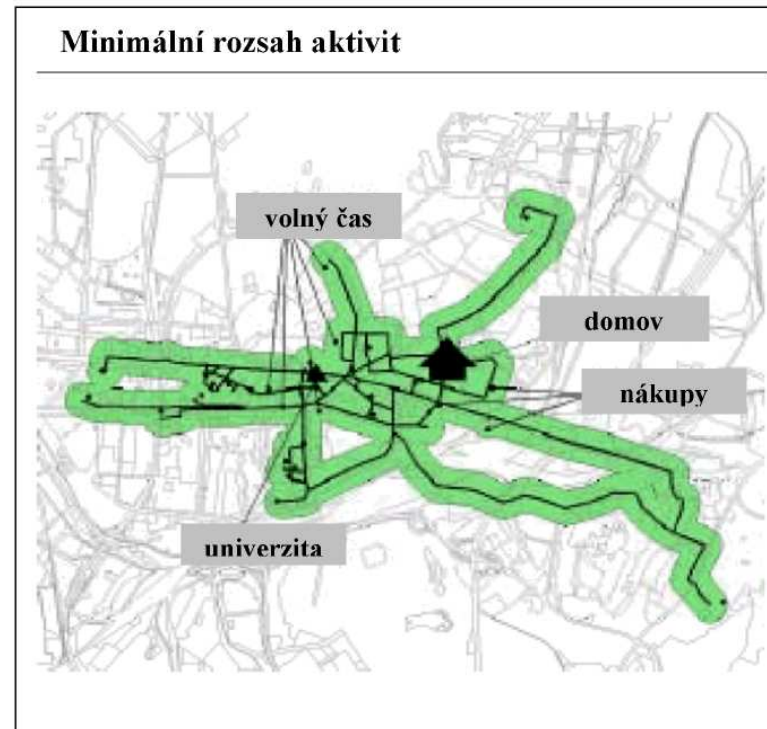 Minimální rozsah aktivit
volný čas
domov
nákupy
univerzita